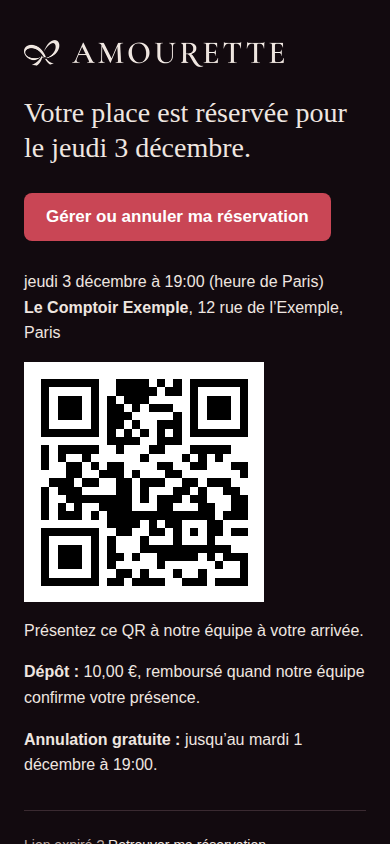 AMOURETTE
Votre place est réservée pour
le jeudi 3 décembre.
Gérer ou annuler ma réservation
jeudi 3 décembre à 19:00 (heure de Paris)
Le Comptoir Exemple, 12 rue de l’Exemple,
Paris
Présentez ce QR à notre équipe à votre arrivée.
Dépôt : 10,00 €, remboursé quand notre équipe
confirme votre présence.
Annulation gratuite : jusqu’au mardi 1
décembre à 19:00.
Lien expiré ? Retrouver ma réservation